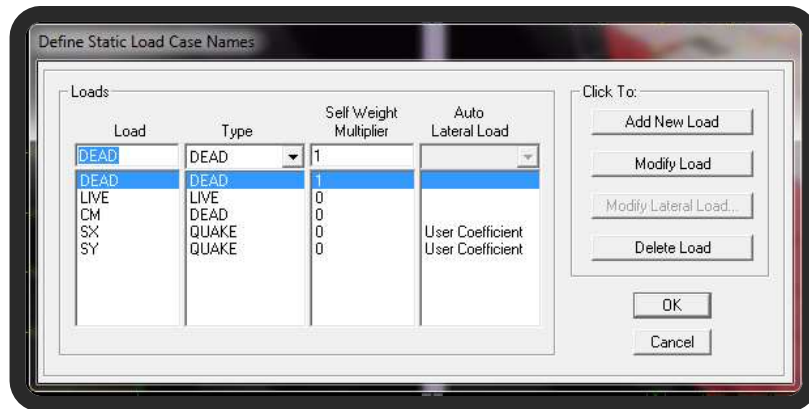 Define Static Load Case Names
Loads
Load Type Self Weight Multiplier Auto Lateral Load
DEAD DEAD 1
DEAD DEAD 1
LIVE LIVE 0
CM DEAD 0
SX QUAKE 0 User Coefficient
SY QUAKE 0 User Coefficient
Click To:
Add New Load
Modify Load
Modify Lateral Load...
Delete Load
OK
Cancel